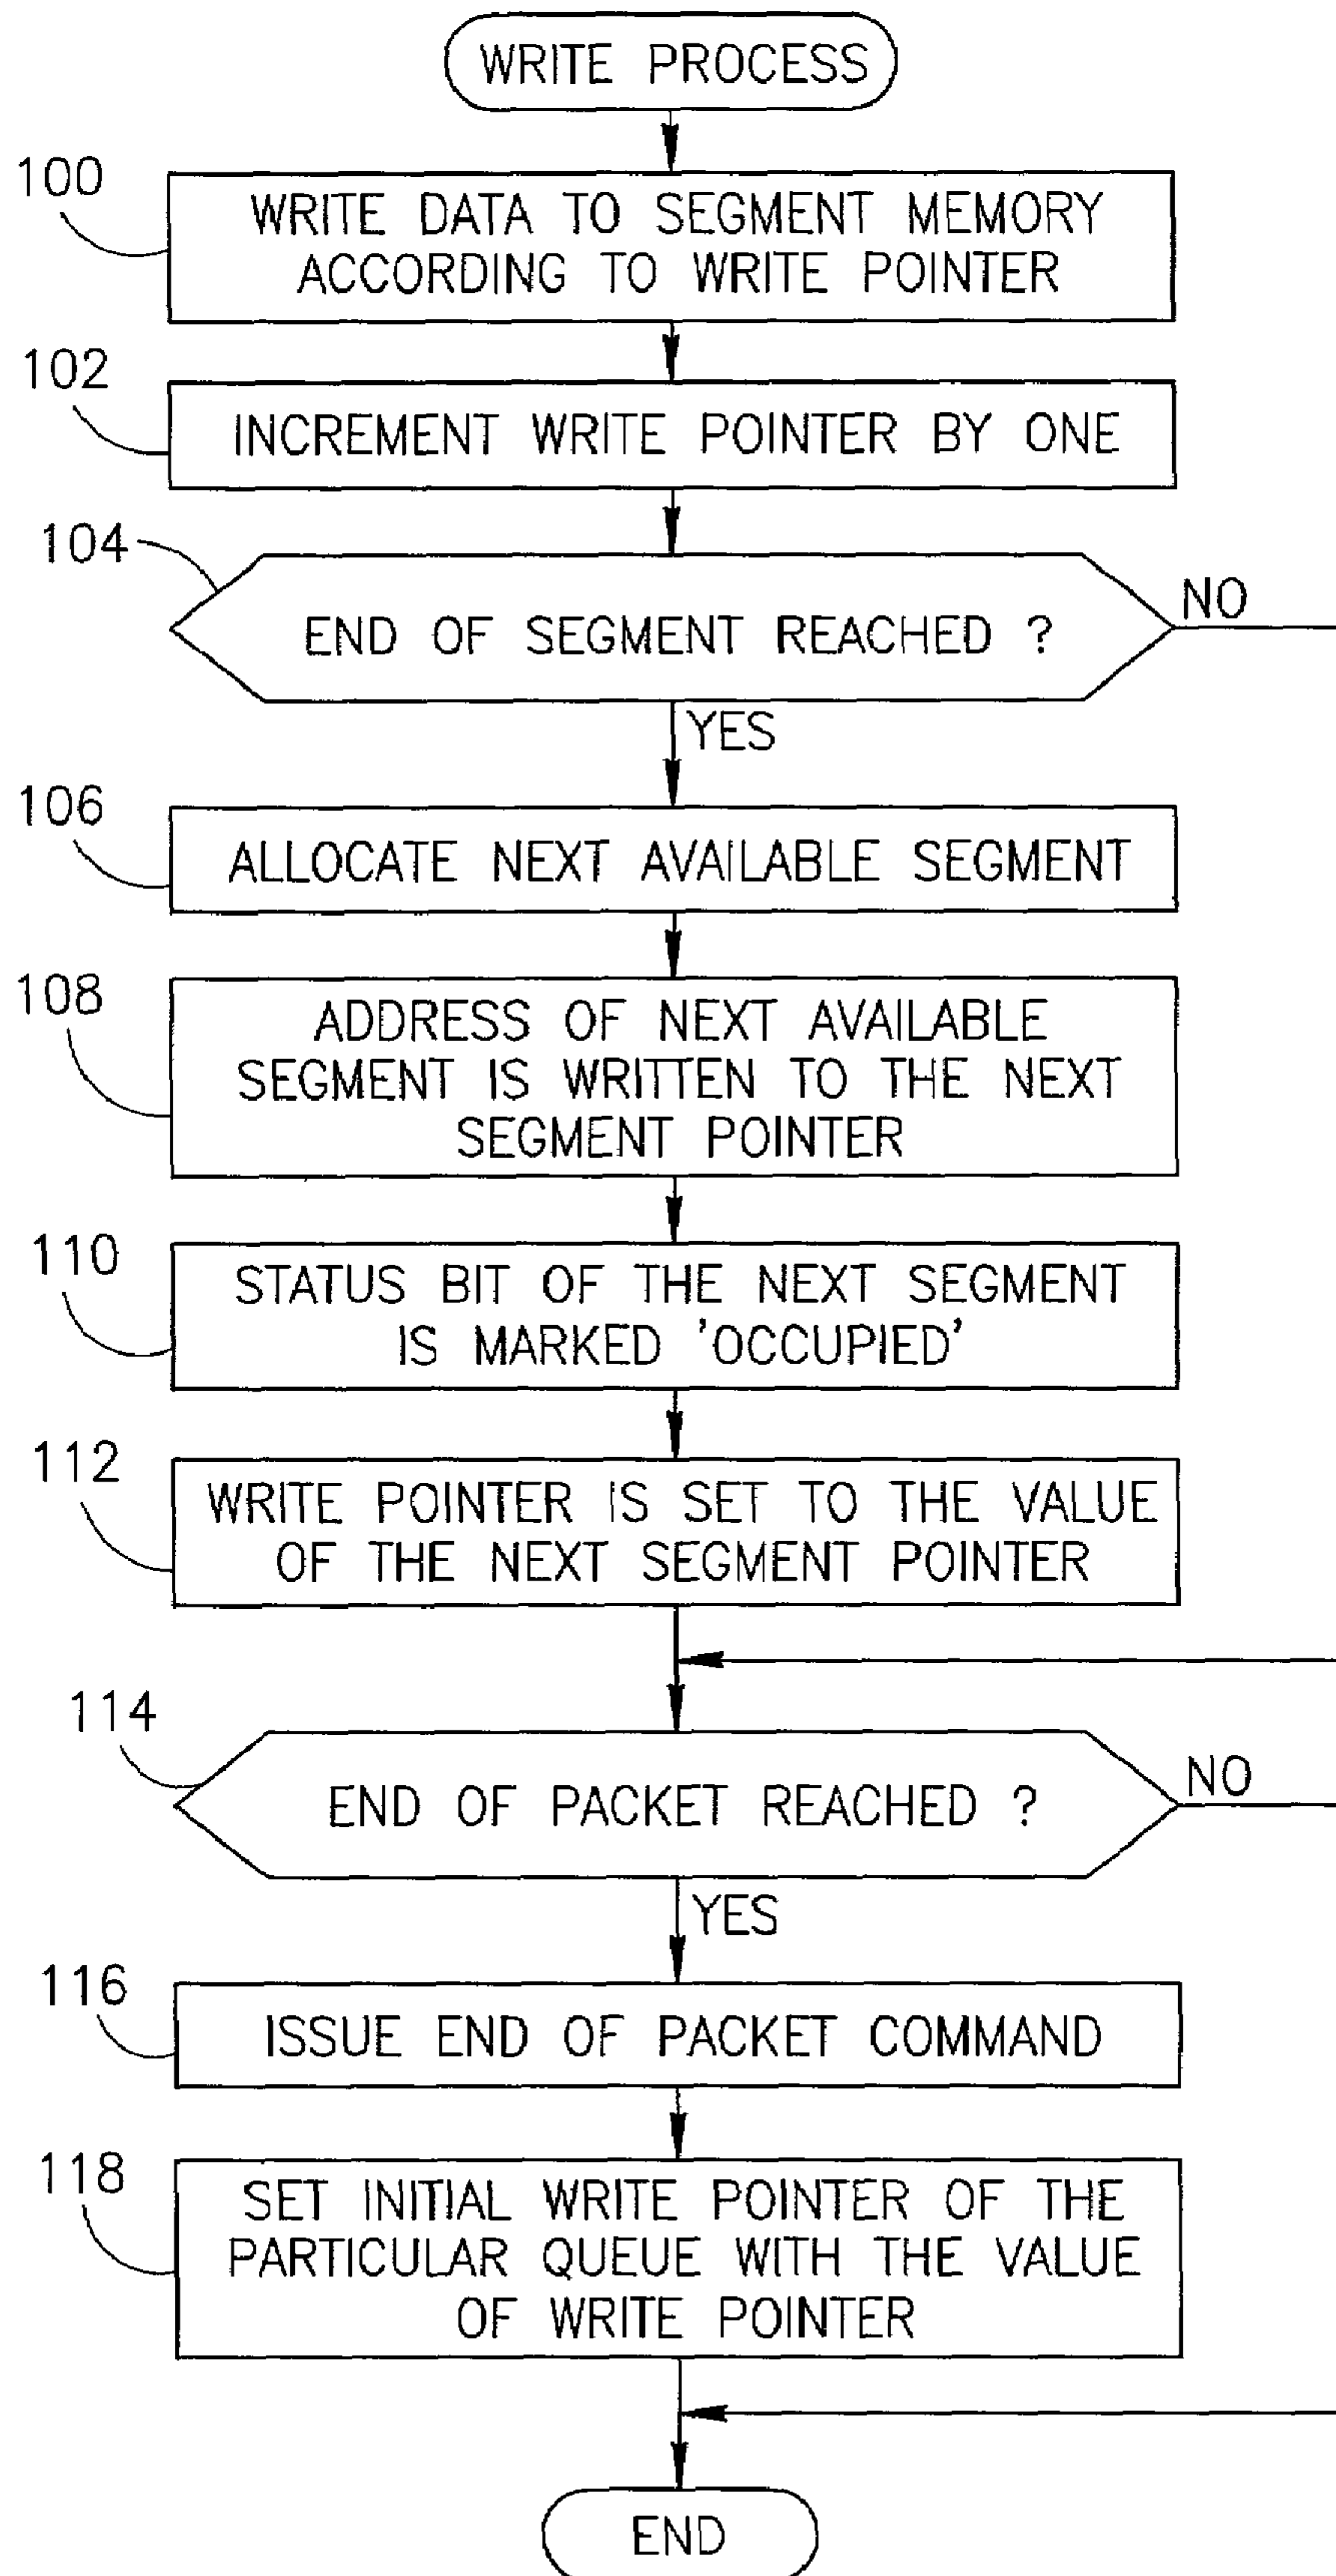 WRITE PROCESS
100
WRITE DATA TO SEGMENT MEMORY
ACCORDING TO WRITE POINTER
102
INCREMENT WRITE POINTER BY ONE
104
END OF SEGMENT REACHED ?
NO
YES
106
ALLOCATE NEXT AVAILABLE SEGMENT
108
ADDRESS OF NEXT AVAILABLE
SEGMENT IS WRITTEN TO THE NEXT
SEGMENT POINTER
110
STATUS BIT OF THE NEXT SEGMENT
IS MARKED 'OCCUPIED'
112
WRITE POINTER IS SET TO THE VALUE
OF THE NEXT SEGMENT POINTER
114
END OF PACKET REACHED ?
NO
YES
116
ISSUE END OF PACKET COMMAND
118
SET INITIAL WRITE POINTER OF THE
PARTICULAR QUEUE WITH THE VALUE
OF WRITE POINTER
END